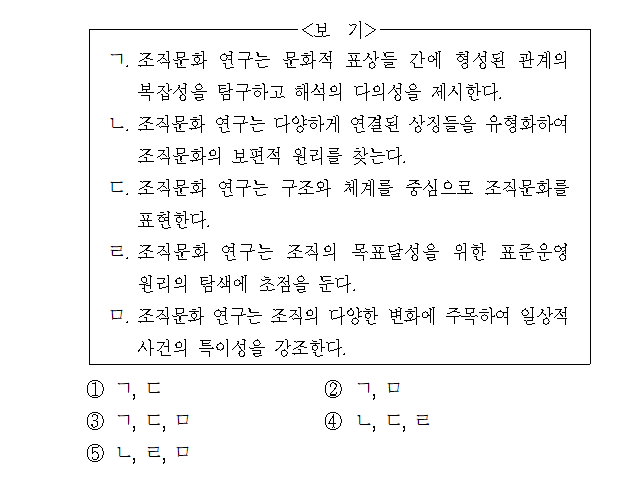 <보 기>
ㄱ. 조직문화 연구는 문화적 표상들 간에 형성된 관계의
복잡성을 탐구하고 해석의 다의성을 제시한다.
ㄴ. 조직문화 연구는 다양하게 연결된 상징들을 유형화하여
조직문화의 보편적 원리를 찾는다.
ㄷ. 조직문화 연구는 구조와 체계를 중심으로 조직문화를
표현한다.
ㄹ. 조직문화 연구는 조직의 목표달성을 위한 표준운영
원리의 탐색에 초점을 둔다.
ㅁ. 조직문화 연구는 조직의 다양한 변화에 주목하여 일상적
사건의 특이성을 강조한다.
① ㄱ, ㄷ ② ㄱ, ㅁ
③ ㄱ, ㄷ, ㅁ ④ ㄴ, ㄷ, ㄹ
⑤ ㄴ, ㄹ, ㅁ